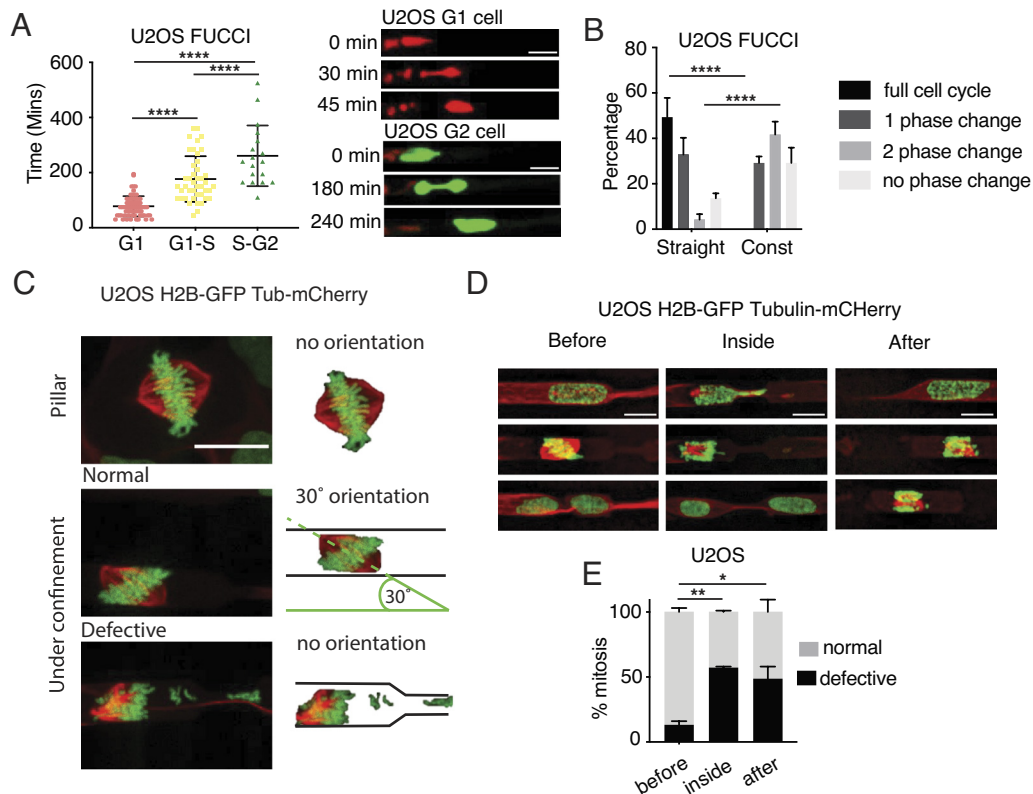 A
U2OS FUCCI
****
****
****
Time (Mins)
600
400
200
0
G1
G1-S
S-G2
U2OS G1 cell
0 min
30 min
45 min
U2OS G2 cell
0 min
180 min
240 min
B
U2OS FUCCI
****
****
Percentage
80
60
40
20
0
Straight
Const
full cell cycle
1 phase change
2 phase change
no phase change
C
U2OS H2B-GFP Tub-mCherry
Pillar
no orientation
Under confinement
Normal
30° orientation
30°
Defective
no orientation
D
U2OS H2B-GFP Tubulin-mCherry
Before
Inside
After
E
U2OS
*
**
% mitosis
100
50
0
before
inside
after
normal
defective